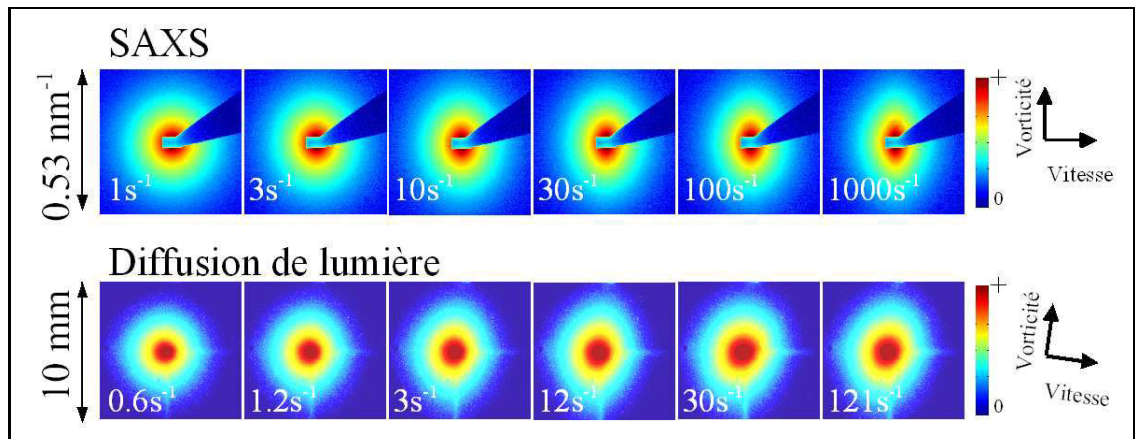 SAXS
0.53 nm-1
1s-1
3s-1
10s-1
30s-1
100s-1
1000s-1
+
0
Vorticité
Vitesse
Diffusion de lumière
10 mm
0.6s-1
1.2s-1
3s-1
12s-1
30s-1
121s-1
+
0
Vorticité
Vitesse